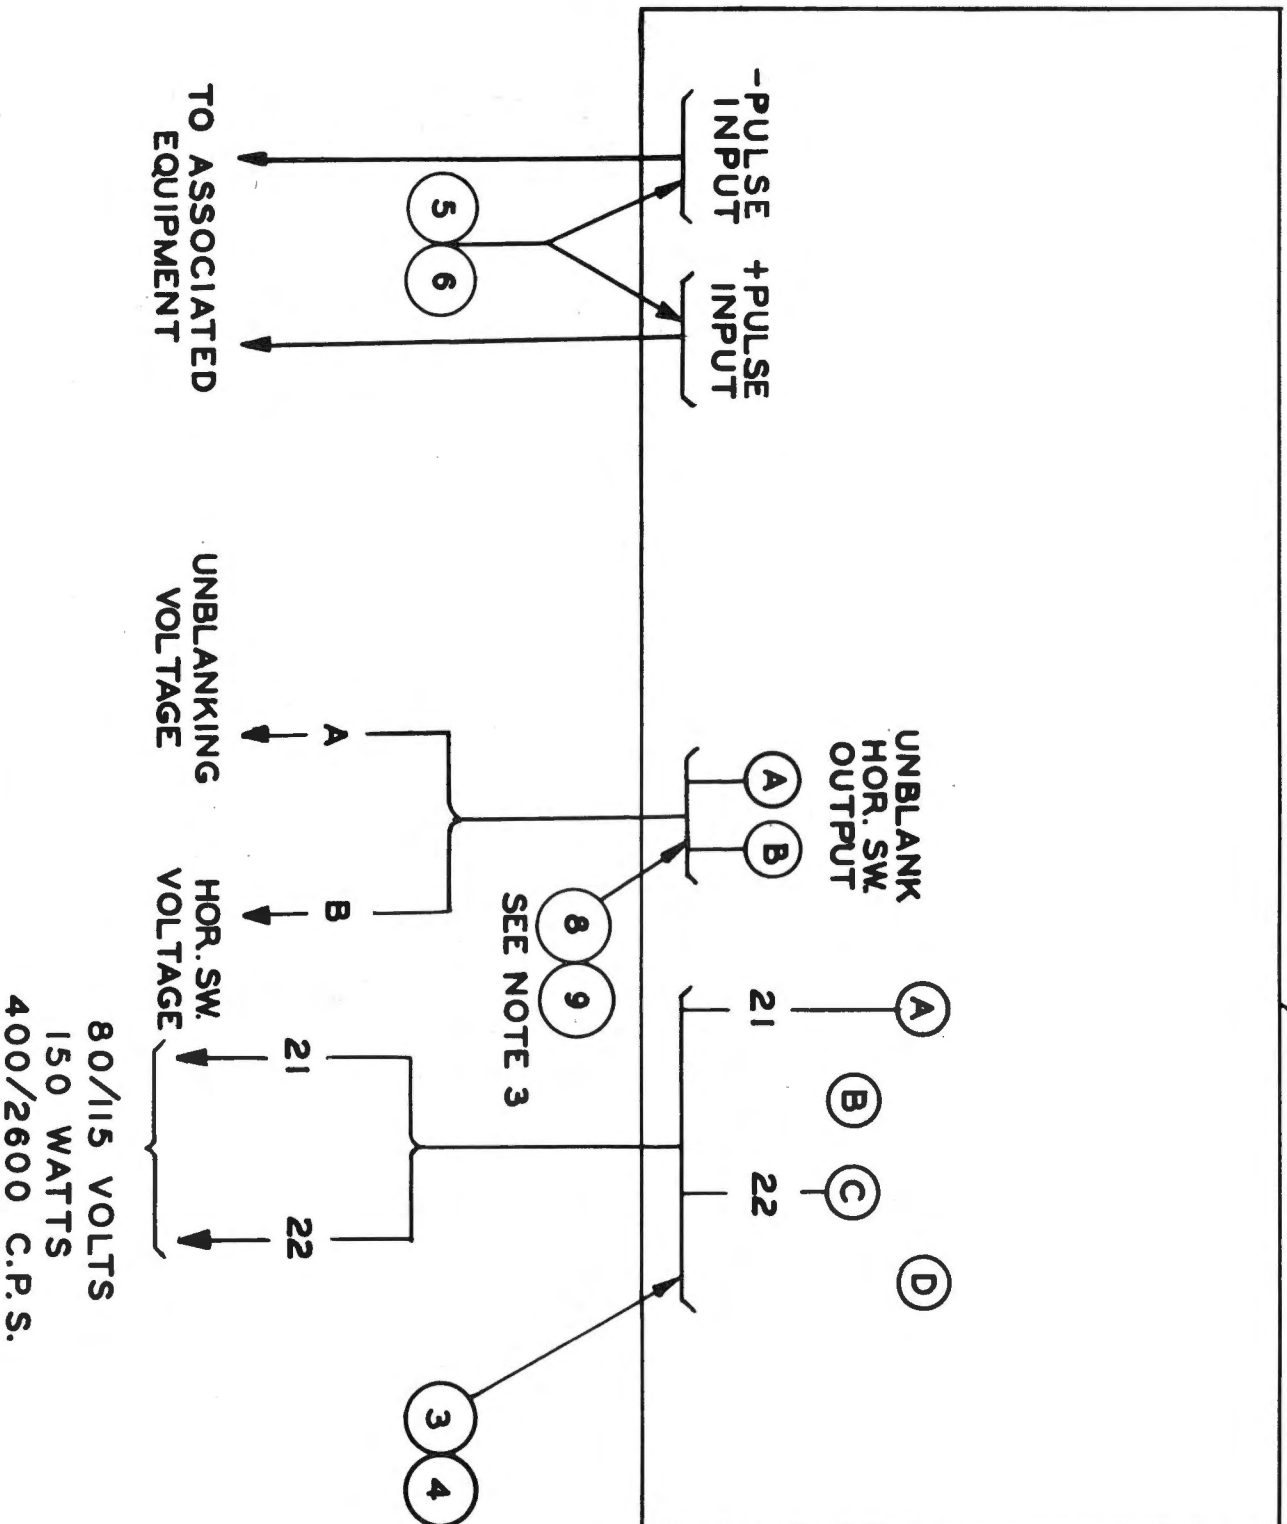 -PULSE
INPUT
+PULSE
INPUT
5
6
TO ASSOCIATED
EQUIPMENT
UNBLANK
HOR. SW.
OUTPUT
A
B
8
9
SEE NOTE 3
A
B
UNBLANKING
VOLTAGE
HOR. SW.
VOLTAGE
A
B
C
D
21
22
3
4
21
22
80/115 VOLTS
150 WATTS
400/2600 C.P.S.